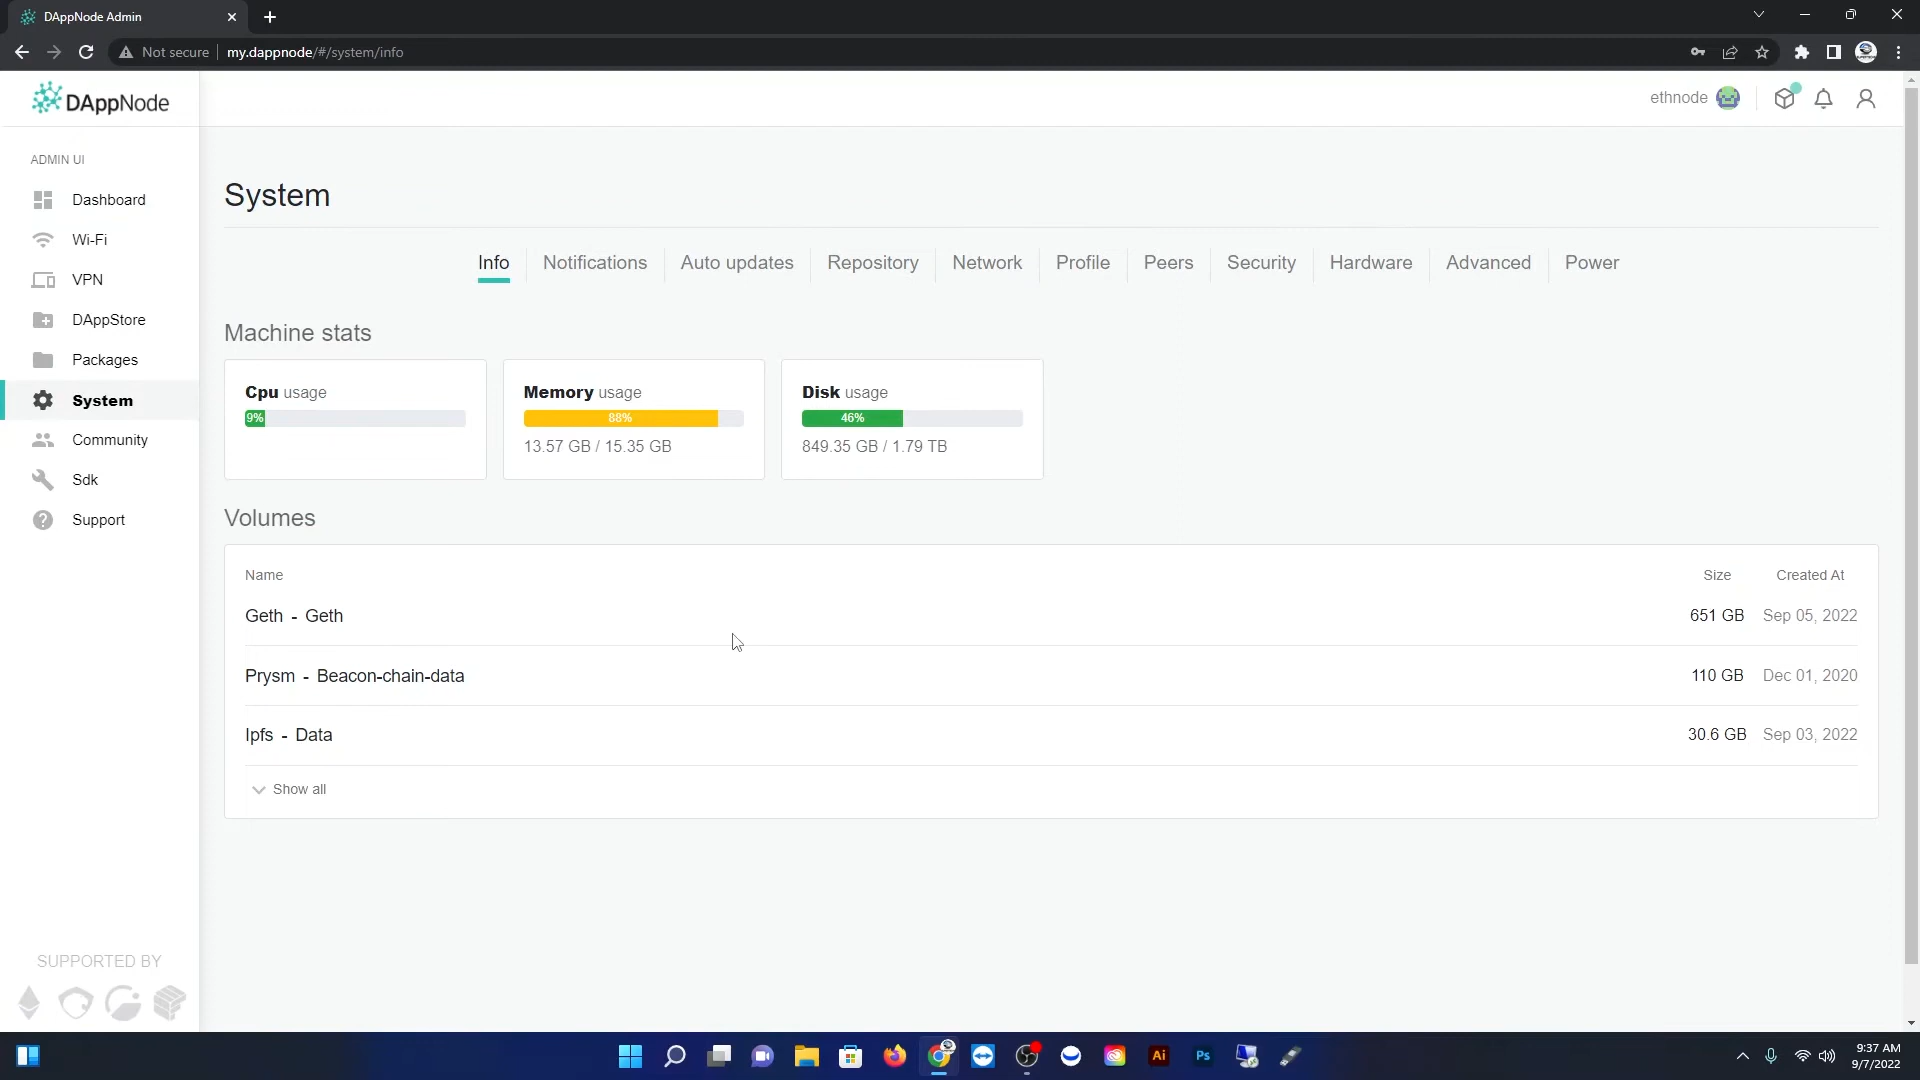 DAppNode Admin
Not secure
my.dappnode/#/system/info
DAppNode
ethnode
ADMIN UI
Dashboard
Wi-Fi
VPN
DAppStore
Packages
System
Community
Sdk
Support
SUPPORTED BY
System
Info
Notifications
Auto updates
Repository
Network
Profile
Peers
Security
Hardware
Advanced
Power
Machine stats
Cpu usage
9%
Memory usage
88%
13.57 GB / 15.35 GB
Disk usage
46%
849.35 GB / 1.79 TB
Volumes
Name Size Created At
Geth - Geth 651 GB Sep 05, 2022
Prysm - Beacon-chain-data 110 GB Dec 01, 2020
Ipfs - Data 30.6 GB Sep 03, 2022
Show all
Ai
Ps
9:37 AM
9/7/2022